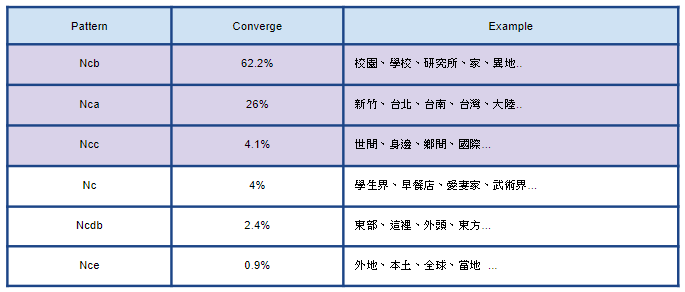 Pattern Converge Example
Ncb 62.2% 校園、學校、研究所、家、異地..
Nca 26% 新竹、台北、台南、台灣、大陸..
Ncc 4.1% 世間、身邊、鄉間、國際...
Nc 4% 學生界、早餐店、愛妻家、武術界...
Ncdb 2.4% 東部、這裡、外頭、東方...
Nce 0.9% 外地、本土、全球、當地 ...